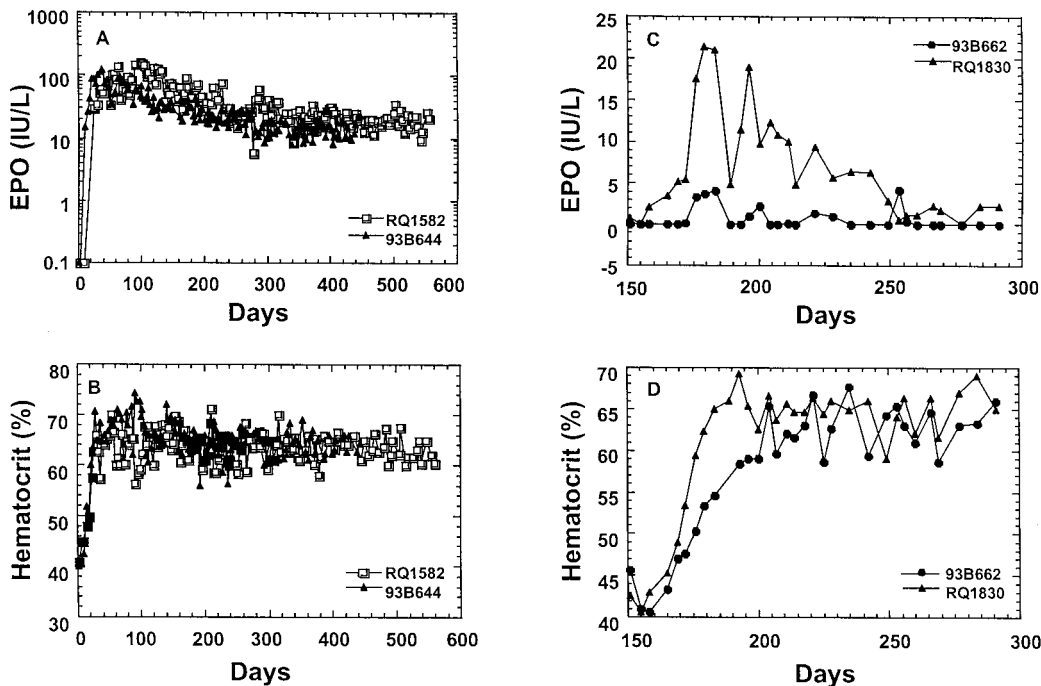 A
EPO (IU/L)
1000
100
10
1
0.1
RQ1582
93B644
0 100 200 300 400 500 600
Days
C
EPO (IU/L)
25
20
15
10
5
0
-5
93B662
RQ1830
150 200 250 300
Days
B
Hematocrit (%)
80
70
60
50
40
30
RQ1582
93B644
0 100 200 300 400 500 600
Days
D
Hematocrit (%)
70
65
60
55
50
45
40
93B662
RQ1830
150 200 250 300
Days